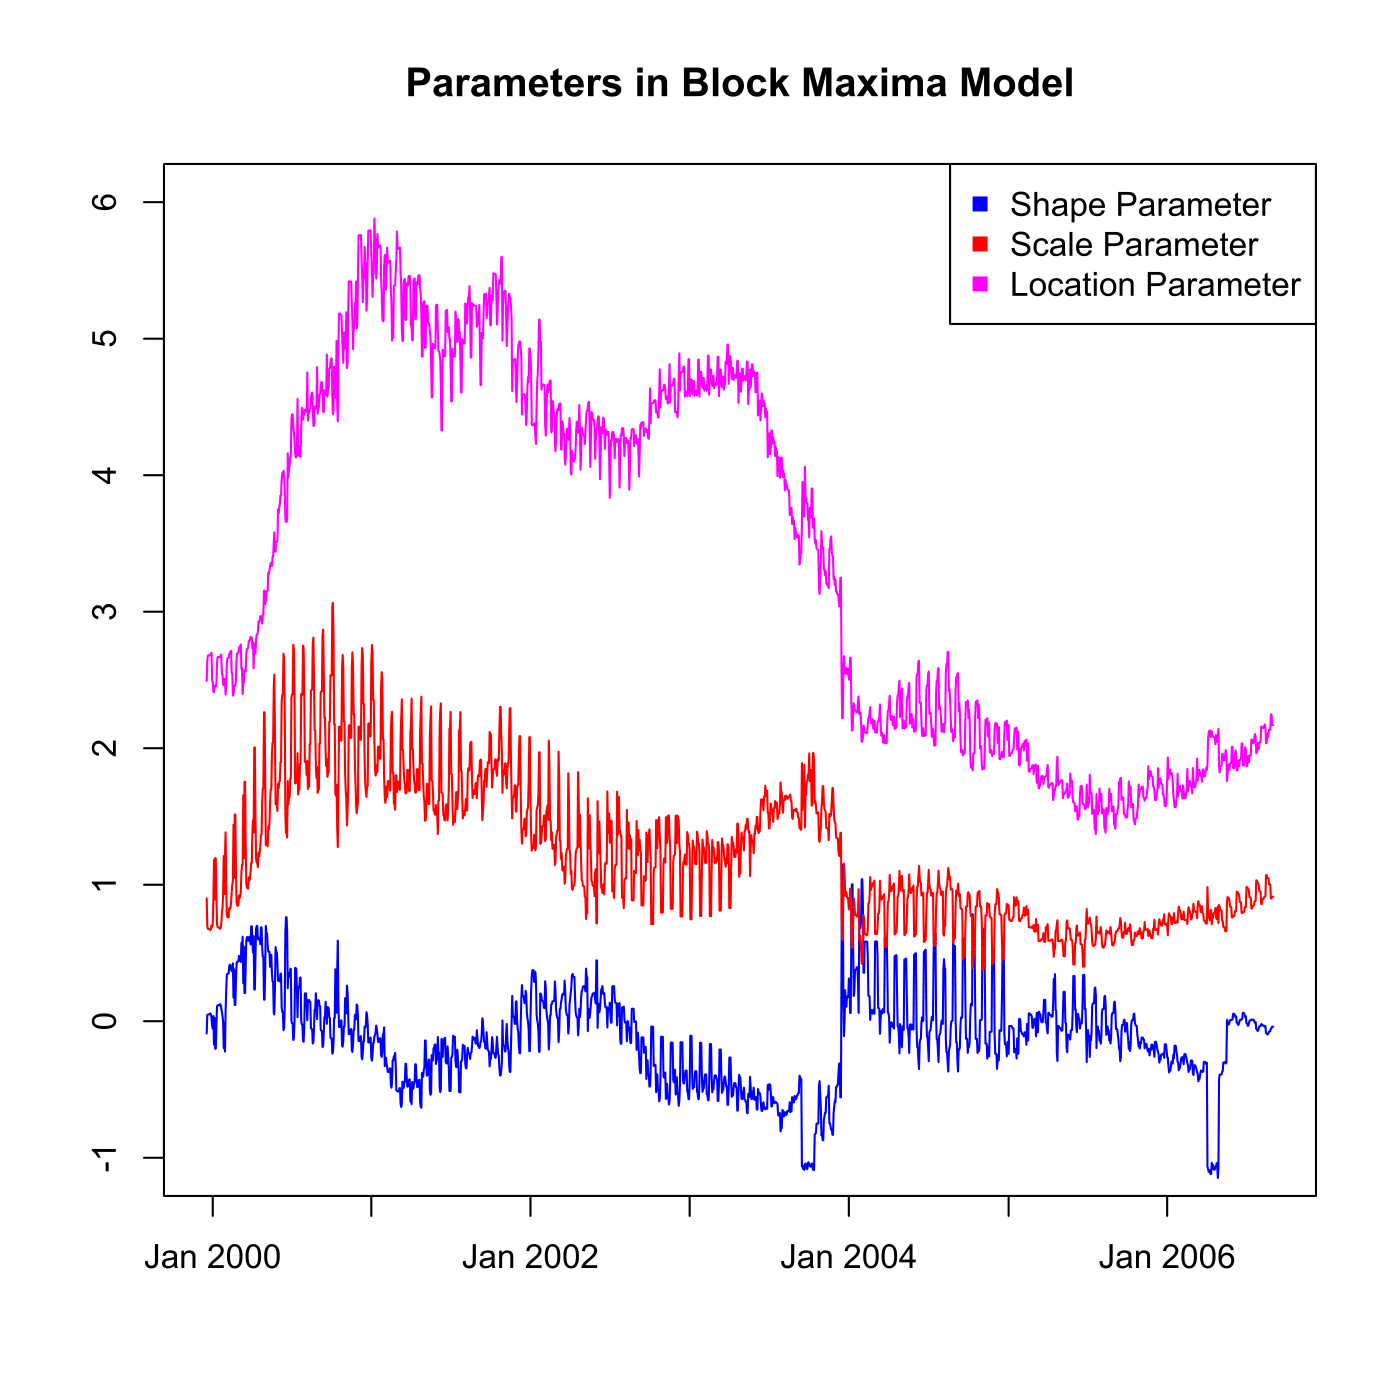 Parameters in Block Maxima Model
Shape Parameter
Scale Parameter
Location Parameter
6
5
4
3
2
1
0
-1
Jan 2000
Jan 2002
Jan 2004
Jan 2006